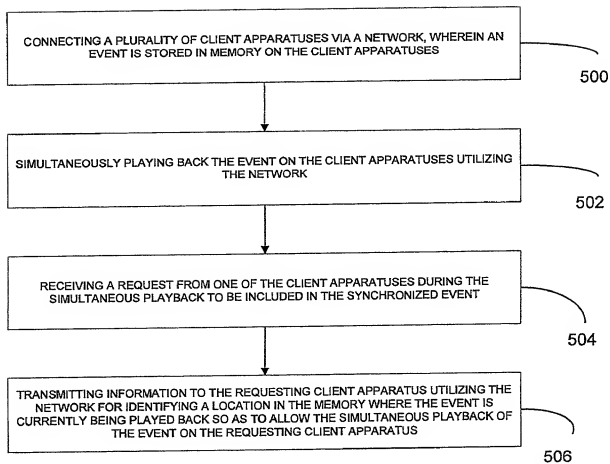 CONNECTING A PLURALITY OF CLIENT APPARATUSES VIA A NETWORK, WHEREIN AN
EVENT IS STORED IN MEMORY ON THE CLIENT APPARATUSES
500
SIMULTANEOUSLY PLAYING BACK THE EVENT ON THE CLIENT APPARATUSES UTILIZING
THE NETWORK
502
RECEIVING A REQUEST FROM ONE OF THE CLIENT APPARATUSES DURING THE
SIMULTANEOUS PLAYBACK TO BE INCLUDED IN THE SYNCHRONIZED EVENT
504
TRANSMITTING INFORMATION TO THE REQUESTING CLIENT APPARATUS UTILIZING THE
NETWORK FOR IDENTIFYING A LOCATION IN THE MEMORY WHERE THE EVENT IS
CURRENTLY BEING PLAYED BACK SO AS TO ALLOW THE SIMULTANEOUS PLAYBACK OF
THE EVENT ON THE REQUESTING CLIENT APPARATUS
506